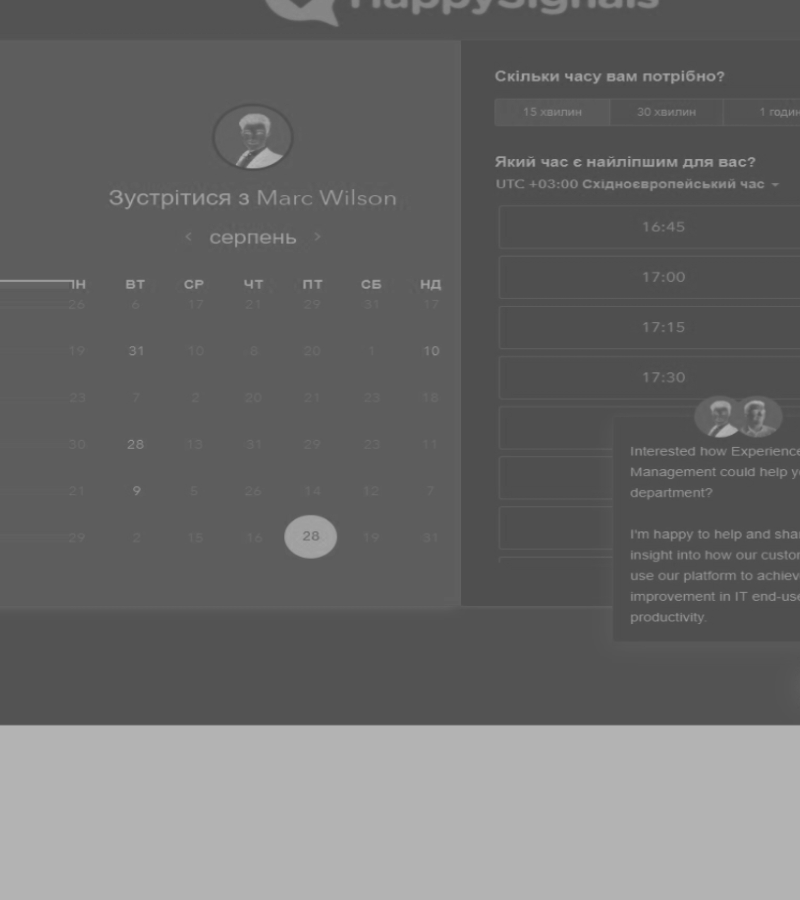 HappySignals
Зустрітися з Marc Wilson
серпень
ПН ВТ СР ЧТ ПТ СБ НД
26 6 17 21 29 31 17
19 31 10 8 20 1 10
23 7 2 20 21 23 18
30 28 13 31 29 23 11
21 9 5 26 14 12 7
29 2 15 16 28 19 31
Скільки часу вам потрібно?
15 хвилин 30 хвилин 1 годин
Який час є найліпшим для вас?
UTC +03:00 Східноєвропейський час
16:45
17:00
17:15
17:30
Interested how Experience
Management could help y
department?
I'm happy to help and shar
insight into how our custor
use our platform to achiev
improvement in IT end-use
productivity.